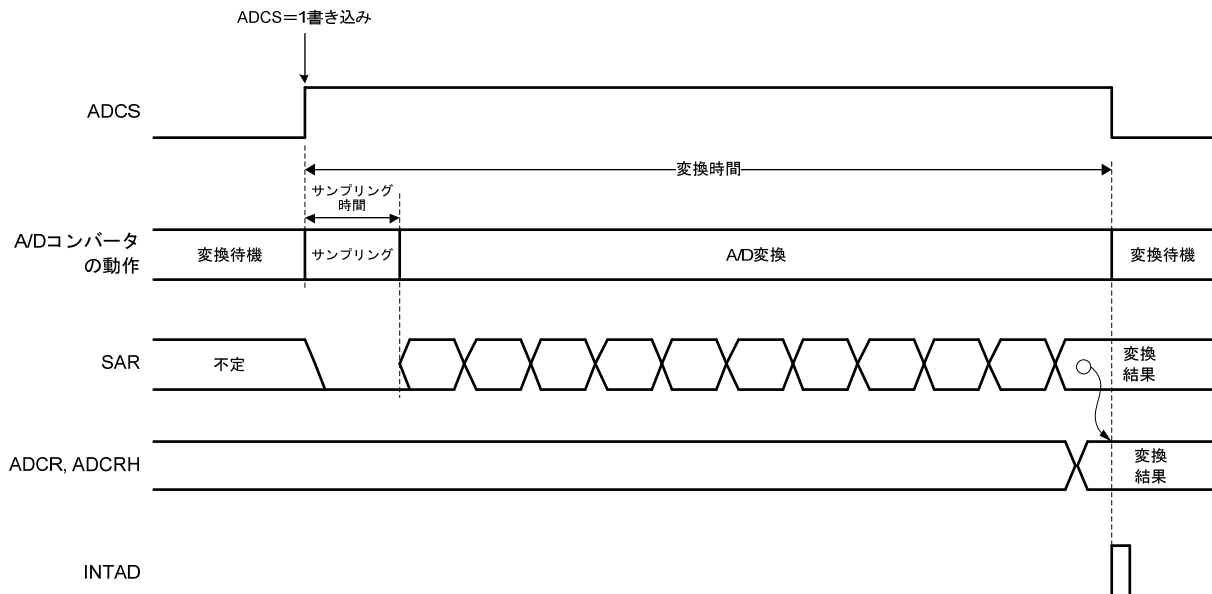 ADCS＝1書き込み
ADCS
変換時間
サンプリング
時間
A/Dコンバータ
の動作
変換待機
サンプリング
A/D変換
変換待機
SAR
不定
変換
結果
ADCR, ADCRH
変換
結果
INTAD